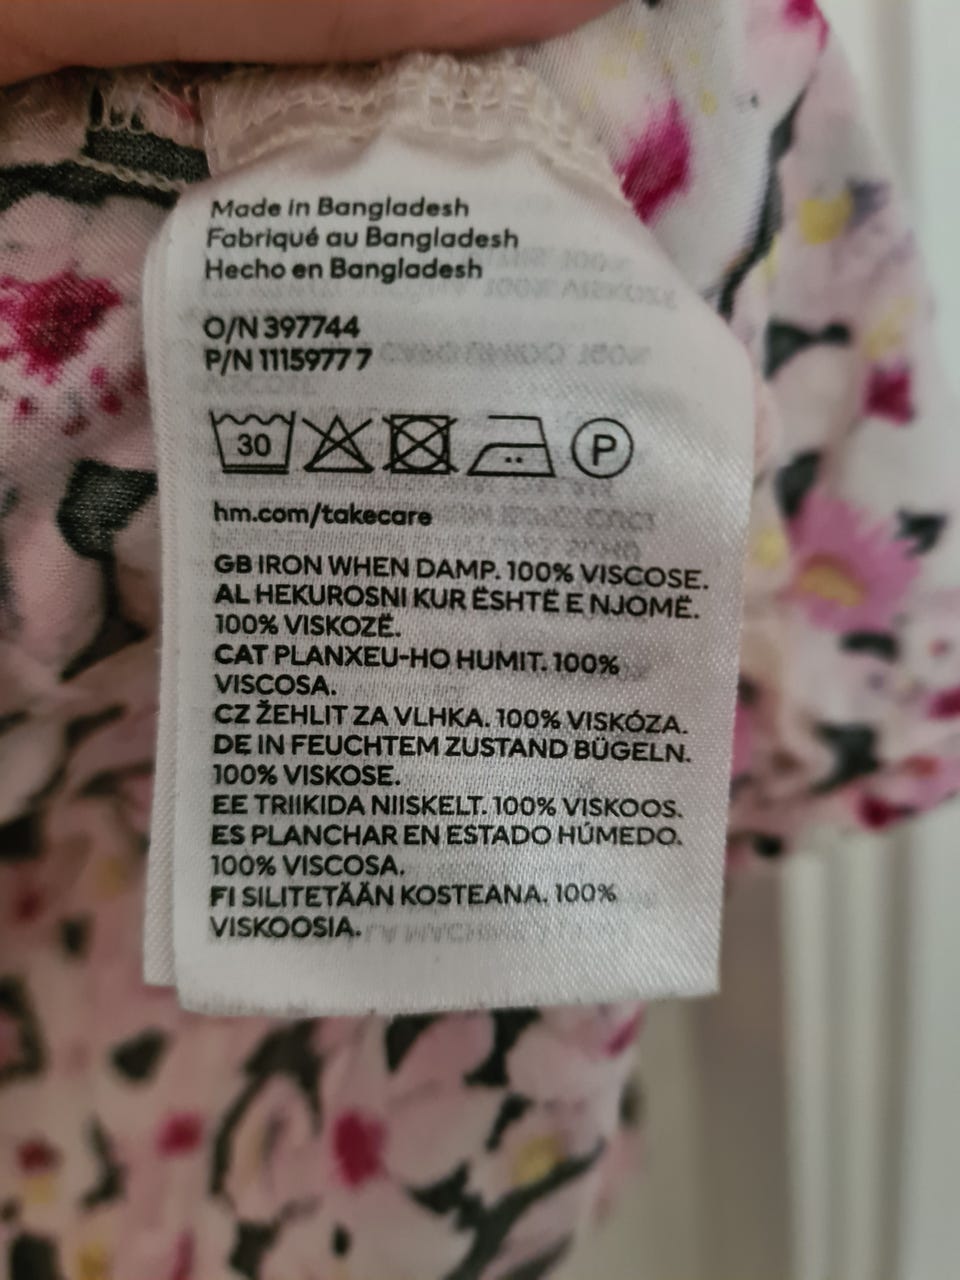 Made in Bangladesh
Fabriqué au Bangladesh
Hecho en Bangladesh
O/N 397744
P/N 11159777
30 P
hm.com/takecare
GB IRON WHEN DAMP. 100% VISCOSE.
AL HEKUROSNI KUR ËSHTË E NJOMË.
100% VISKOZË.
CAT PLANXEU-HO HUMIT. 100%
VISCOSA.
CZ ŽEHLIT ZA VLHKA. 100% VISKÓZA.
DE IN FEUCHTEM ZUSTAND BÜGELN.
100% VISKOSE.
EE TRIIKIDA NIISKELT. 100% VISKOOS.
ES PLANCHAR EN ESTADO HÚMEDO.
100% VISCOSA.
FI SILITETÄÄN KOSTEANA. 100%
VISKOOSIA.